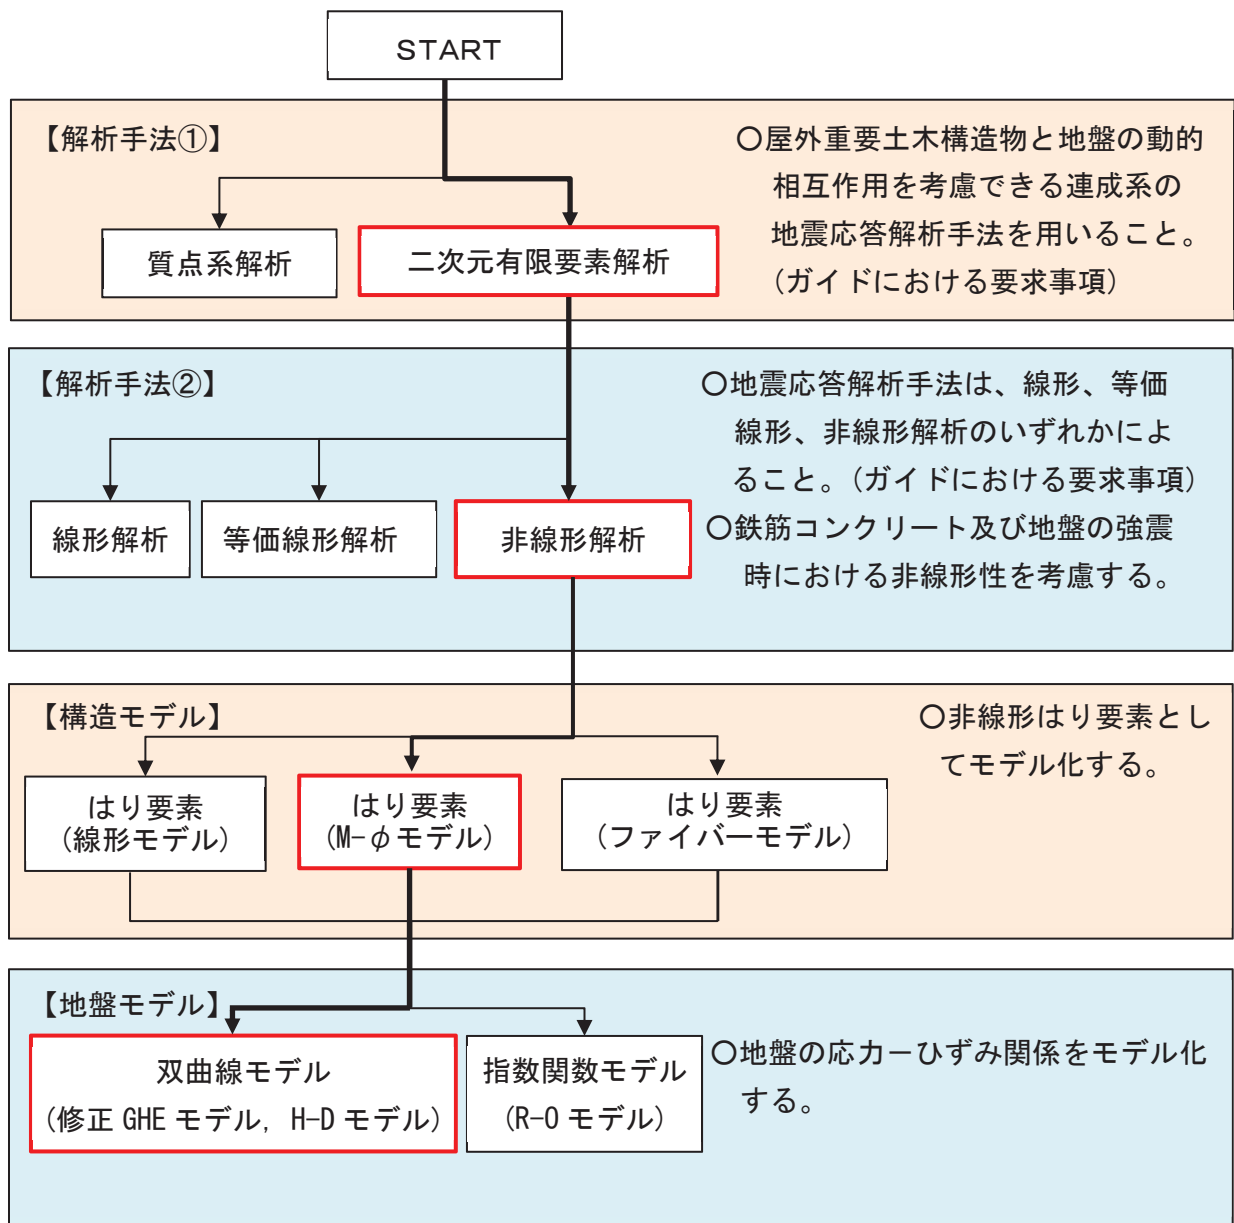 START
【解析手法①】
○屋外重要土木構造物と地盤の動的
相互作用を考慮できる連成系の
地震応答解析手法を用いること。
(ガイドにおける要求事項)
質点系解析
二次元有限要素解析
【解析手法②】
○地震応答解析手法は、線形、等価
線形、非線形解析のいずれかによ
ること。(ガイドにおける要求事項)
○鉄筋コンクリート及び地盤の強震
時における非線形性を考慮する。
線形解析
等価線形解析
非線形解析
【構造モデル】
○非線形はり要素とし
てモデル化する。
はり要素
(線形モデル)
はり要素
(M-φモデル)
はり要素
(ファイバーモデル)
【地盤モデル】
双曲線モデル
(修正 GHE モデル, H-D モデル)
指数関数モデル
(R-O モデル)
○地盤の応力－ひずみ関係をモデル化
する。